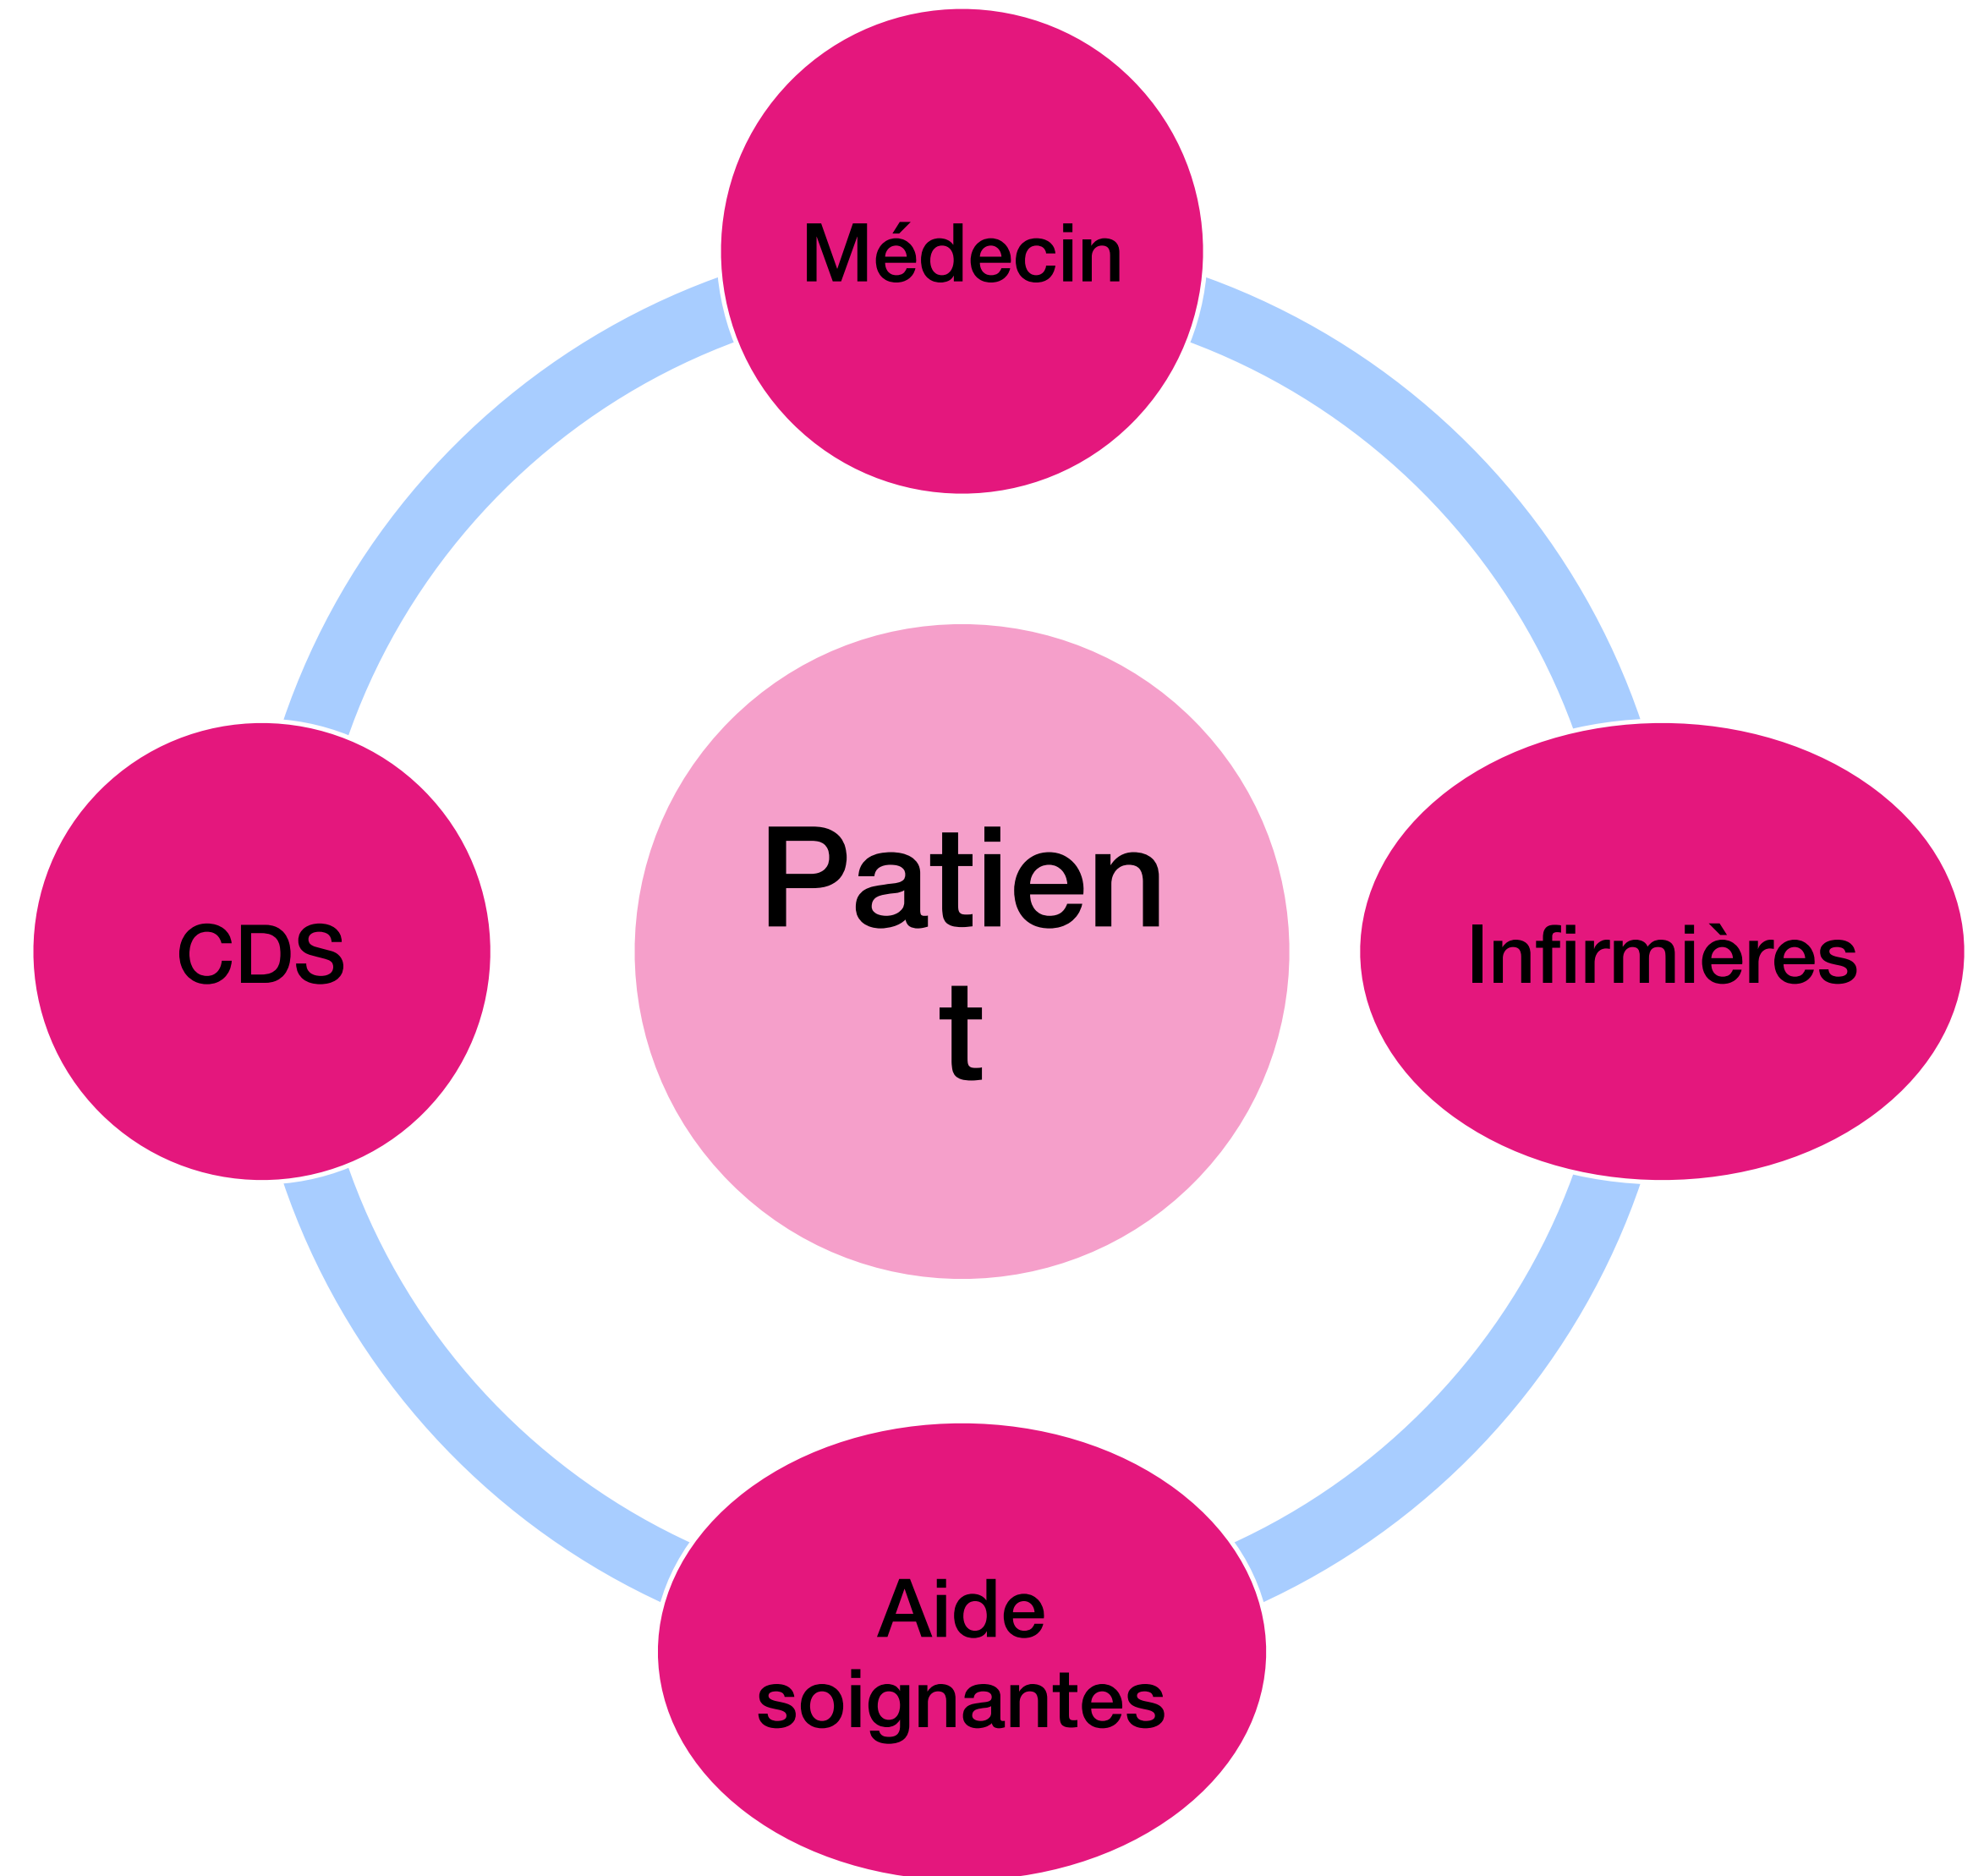 Médecin
Patien
t
CDS
Infirmières
Aide
soignantes